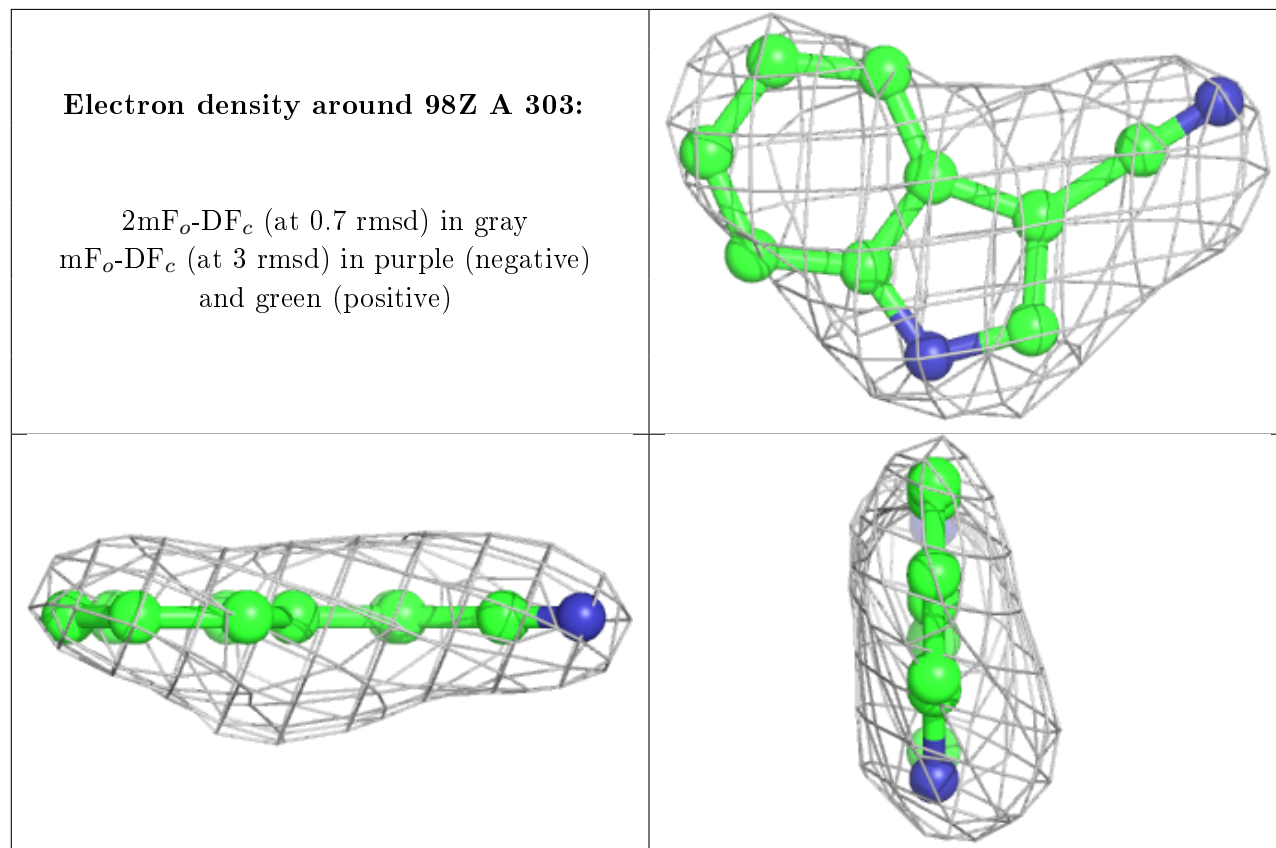 Electron density around 98Z A 303:
2mFo-DFc (at 0.7 rmsd) in gray
mFo-DFc (at 3 rmsd) in purple (negative)
and green (positive)